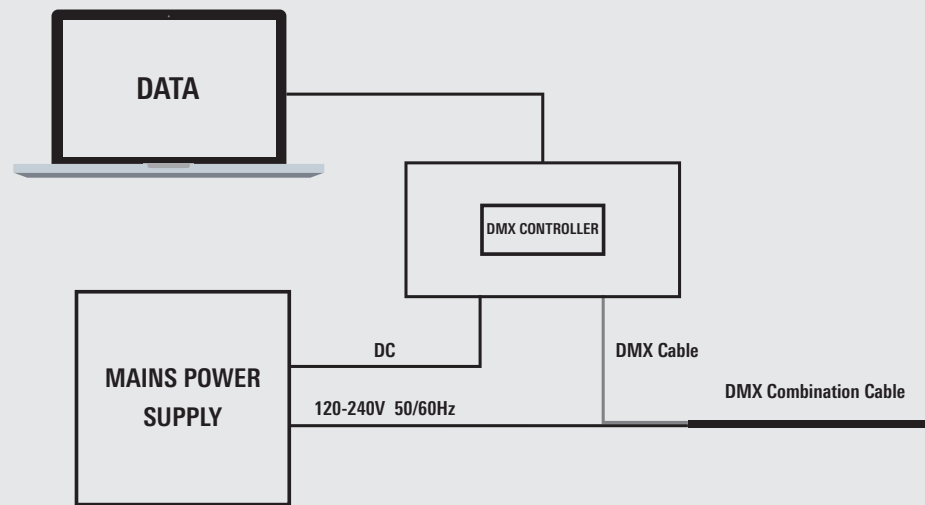 DATA
DMX CONTROLLER
DC
DMX Cable
MAINS POWER
SUPPLY
DMX Combination Cable
120-240V 50/60Hz